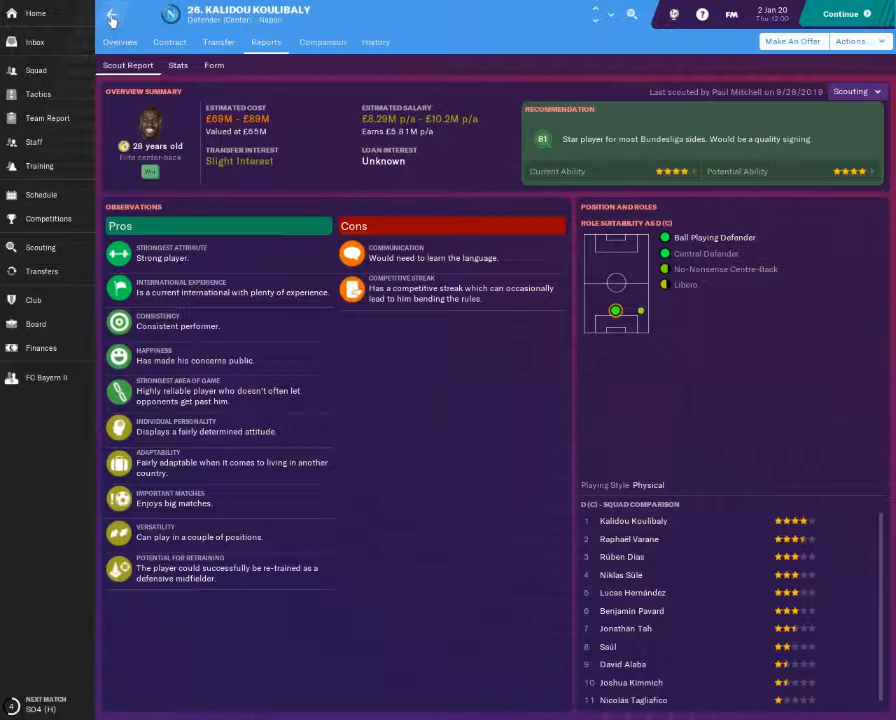 Home
Inbox
Squad
Tactics
Team Report
Staff
Training
Schedule
Competitions
Scouting
Transfers
Club
Board
Finances
FC Bayern II
4
NEXT MATCH
S04 (H)
26. KALIDOU KOULIBALY
Defender (Center) - Napoli
?
FM
2 Jan 20
Thu 12:00
Continue
Overview
Contract
Transfer
Reports
Comparison
History
Make An Offer
Actions...
Scout Report
Stats
Form
OVERVIEW SUMMARY
Last scouted by Paul Mitchell on 9/28/2019
Scouting
28 years old
Elite center-back
Wnt
ESTIMATED COST
£69M - £89M
Valued at £65M
TRANSFER INTEREST
Slight Interest
ESTIMATED SALARY
£8.29M p/a - £10.2M p/a
Earns £5.81M p/a
LOAN INTEREST
Unknown
RECOMMENDATION
81
Star player for most Bundesliga sides. Would be a quality signing.
Current Ability
Potential Ability
OBSERVATIONS
Pros
STRONGEST ATTRIBUTE
Strong player.
INTERNATIONAL EXPERIENCE
Is a current international with plenty of experience.
CONSISTENCY
Consistent performer.
HAPPINESS
Has made his concerns public.
STRONGEST AREA OF GAME
Highly reliable player who doesn't often let
opponents get past him.
INDIVIDUAL PERSONALITY
Displays a fairly determined attitude.
ADAPTABILITY
Fairly adaptable when it comes to living in another
country.
IMPORTANT MATCHES
Enjoys big matches.
VERSATILITY
Can play in a couple of positions.
POTENTIAL FOR RETRAINING
The player could successfully be re-trained as a
defensive midfielder.
Cons
COMMUNICATION
Would need to learn the language.
COMPETITIVE STREAK
Has a competitive streak which can occasionally
lead to him bending the rules.
POSITION AND ROLES
ROLE SUITABILITY AS D (C)
Ball Playing Defender
Central Defender
No-Nonsense Centre-Back
Libero
Playing Style Physical
D (C) - SQUAD COMPARISON
1 Kalidou Koulibaly
2 Raphaël Varane
3 Rúben Dias
4 Niklas Süle
5 Lucas Hernández
6 Benjamin Pavard
7 Jonathan Tah
8 Saúl
9 David Alaba
10 Joshua Kimmich
11 Nicolás Tagliafico